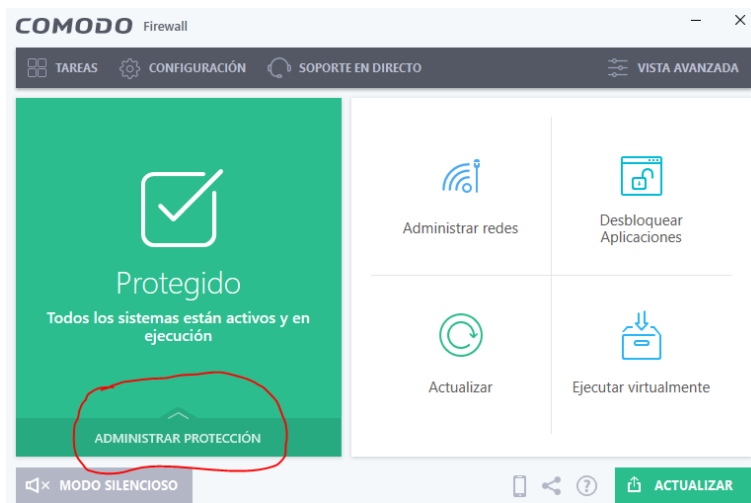 COMODO Firewall
TAREAS
CONFIGURACIÓN
SOPORTE EN DIRECTO
VISTA AVANZADA
Protegido
Todos los sistemas están activos y en
ejecución
ADMINISTRAR PROTECCIÓN
Administrar redes
Desbloquear
Aplicaciones
Actualizar
Ejecutar virtualmente
MODO SILENCIOSO
?
ACTUALIZAR